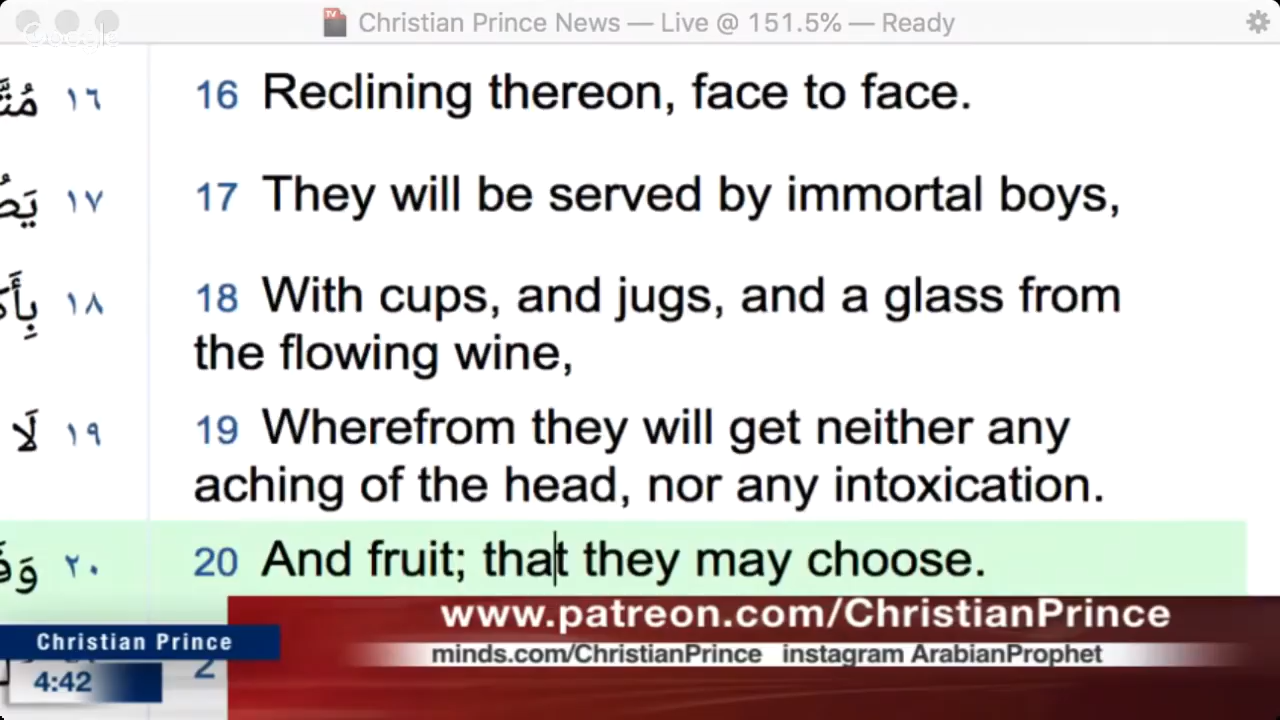 Google
Christian Prince News — Live @ 151.5% — Ready
١٦ 16 Reclining thereon, face to face.
١٧ 17 They will be served by immortal boys,
١٨ 18 With cups, and jugs, and a glass from
the flowing wine,
لَا ١٩ 19 Wherefrom they will get neither any
aching of the head, nor any intoxication.
٢٠ 20 And fruit; that they may choose.
www.patreon.com/ChristianPrince
Christian Prince
minds.com/ChristianPrince instagram ArabianProphet
4:42
2